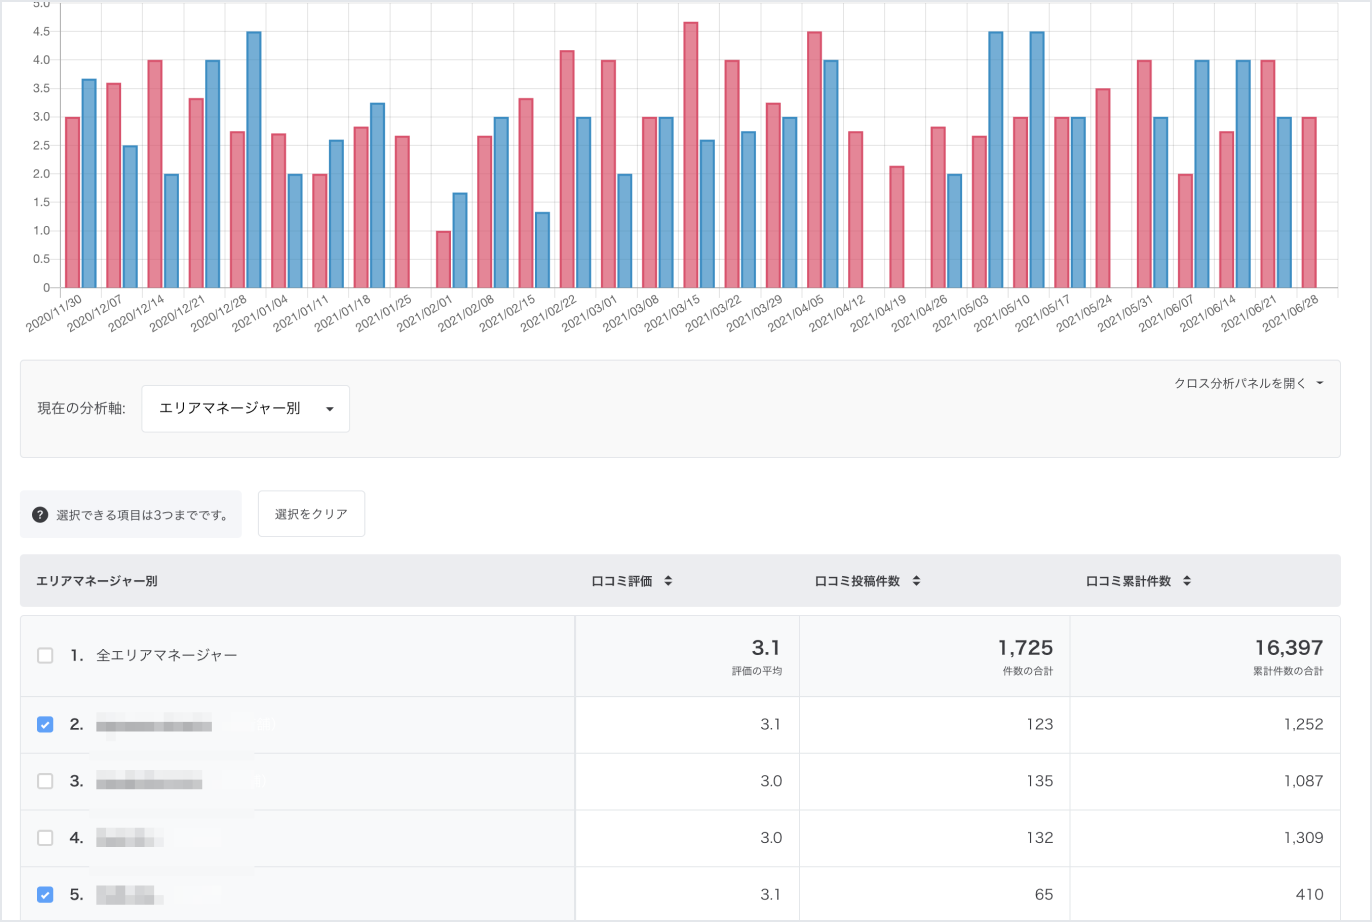 5.0
4.5
4.0
3.5
3.0
2.5
2.0
1.5
1.0
0.5
0
2020/11/30 2020/12/07 2020/12/14 2020/12/21 2020/12/28 2021/01/04 2021/01/11 2021/01/18 2021/01/25 2021/02/01 2021/02/08 2021/02/15 2021/02/22 2021/03/01 2021/03/08 2021/03/15 2021/03/22 2021/03/29 2021/04/05 2021/04/12 2021/04/19 2021/04/26 2021/05/03 2021/05/10 2021/05/17 2021/05/24 2021/05/31 2021/06/07 2021/06/14 2021/06/21 2021/06/28
クロス分析パネルを開く
現在の分析軸: エリアマネージャー別
? 選択できる項目は3つまでです。 選択をクリア
エリアマネージャー別 口コミ評価 口コミ投稿件数 口コミ累計件数
1. 全エリアマネージャー 3.1 1,725 16,397
評価の平均 件数の合計 累計件数の合計
2. 3.1 123 1,252
3. 3.0 135 1,087
4. 3.0 132 1,309
5. 3.1 65 410